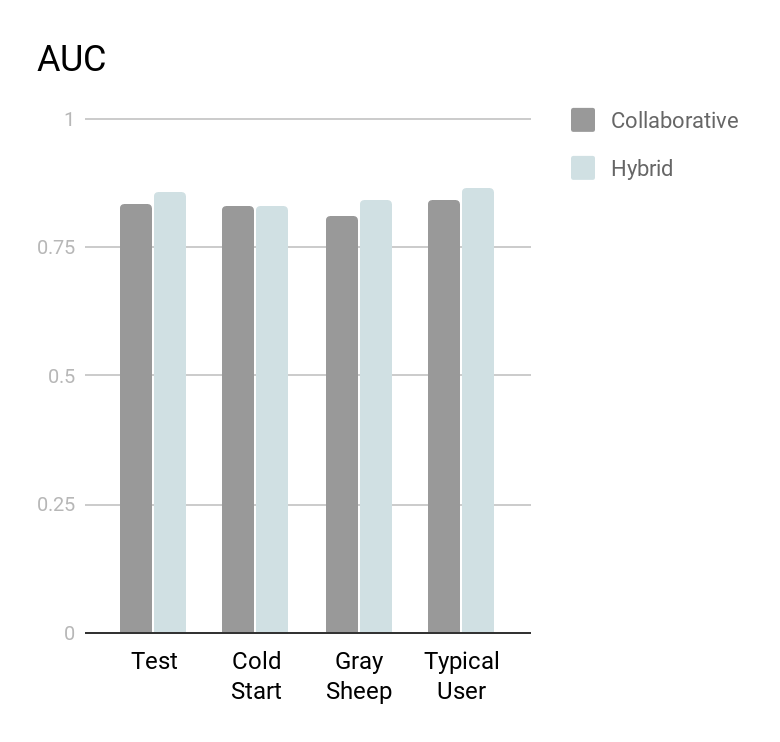 AUC
1
0.75
0.5
0.25
0
Test
Cold
Start
Gray
Sheep
Typical
User
Collaborative
Hybrid